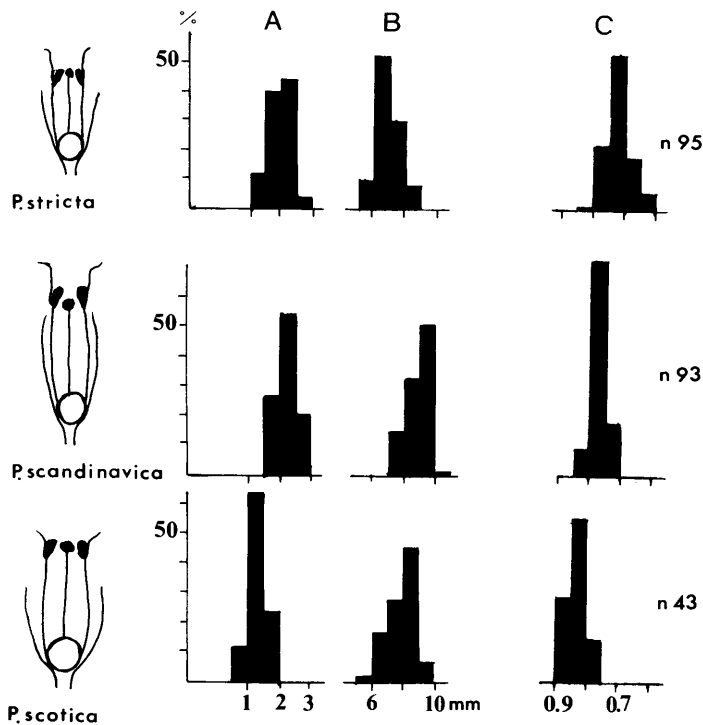 % A B C
50
n 95
P. stricta
50
n 93
P. scandinavica
50
n 43
1 2 3 6 10 mm 0.9 0.7
P. scotica